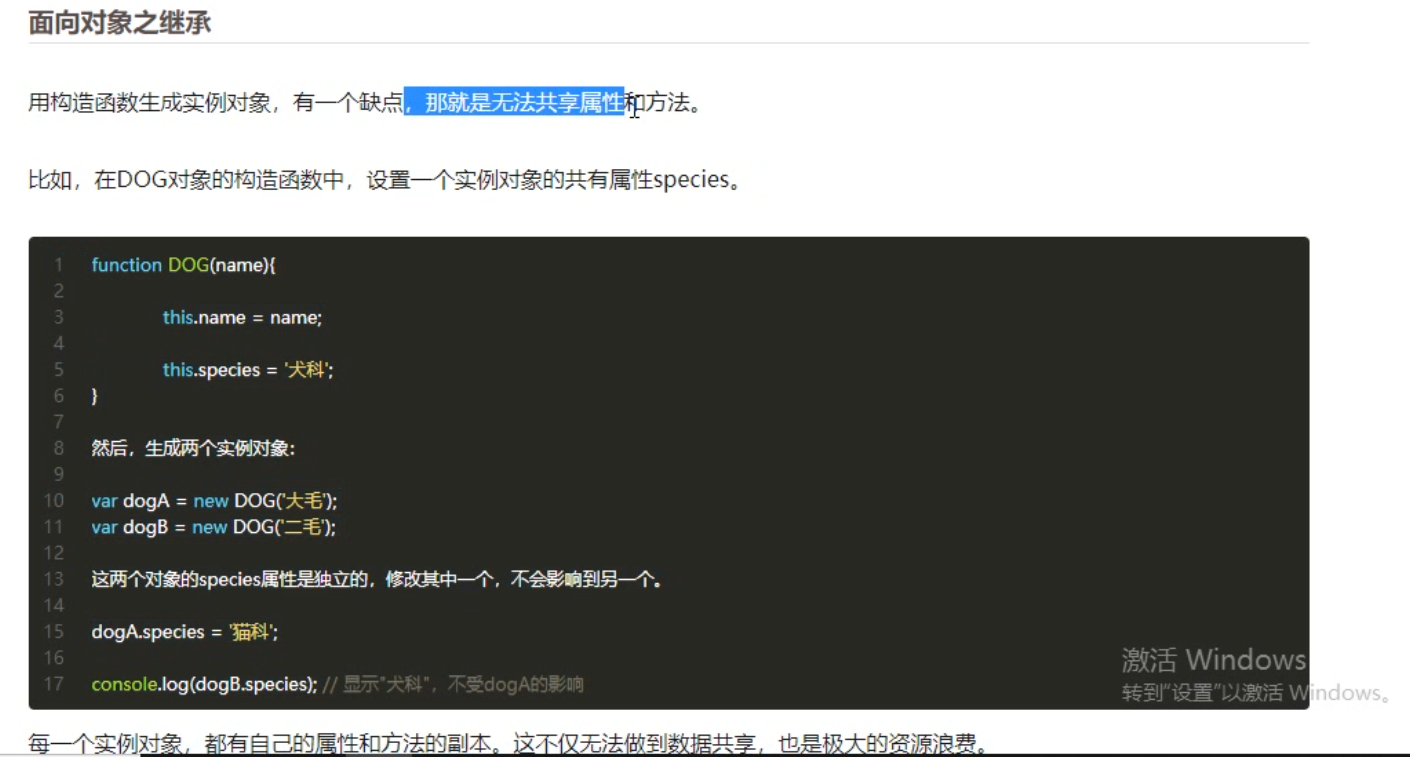 面向对象之继承
用构造函数生成实例对象，有一个缺点，那就是无法共享属性和方法。
比如，在DOG对象的构造函数中，设置一个实例对象的共有属性species。
1 function DOG(name){
2
3 this.name = name;
4
5 this.species = '犬科';
6 }
7
8 然后，生成两个实例对象：
9
10 var dogA = new DOG('大毛');
11 var dogB = new DOG('二毛');
12
13 这两个对象的species属性是独立的，修改其中一个，不会影响到另一个。
14
15 dogA.species = '猫科';
16
17 console.log(dogB.species); // 显示"犬科"，不受dogA的影响
激活 Windows
转到“设置”以激活 Windows。
每一个实例对象，都有自己的属性和方法的副本。这不仅无法做到数据共享，也是极大的资源浪费。